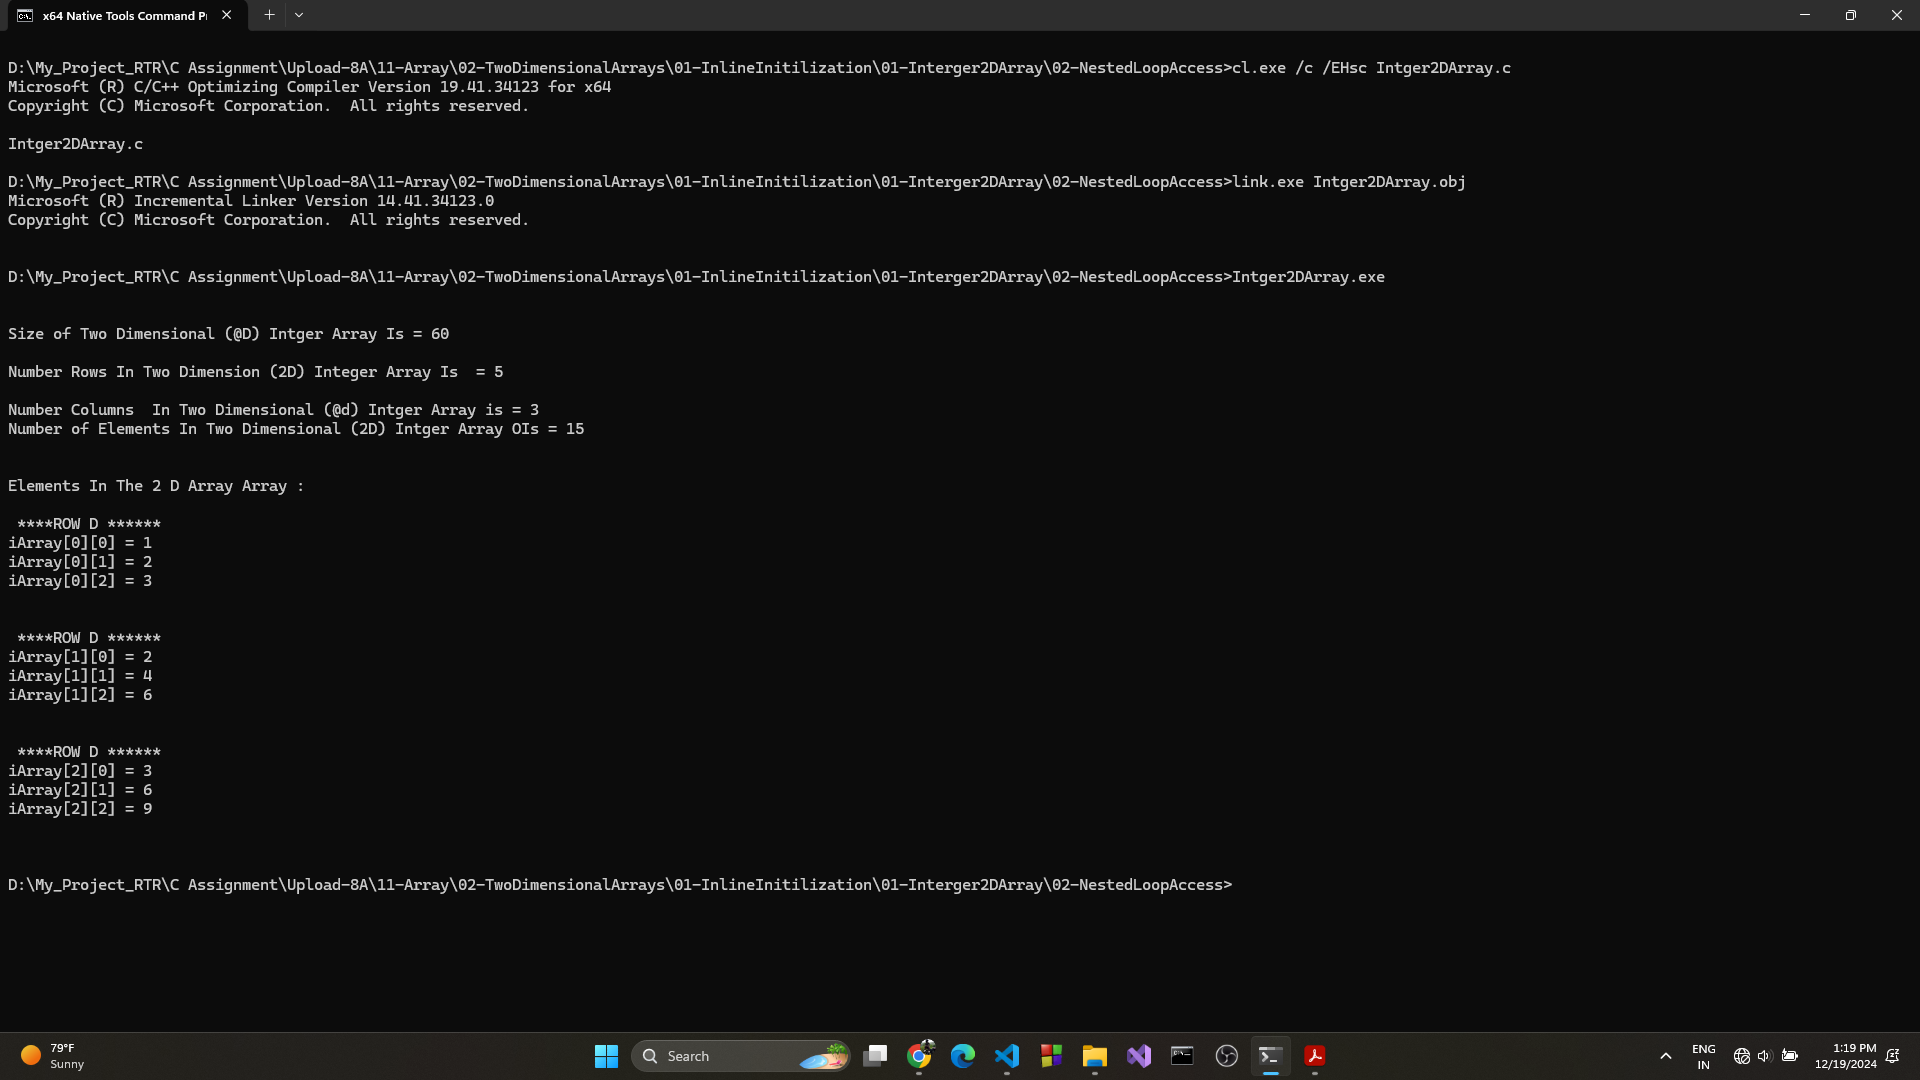 x64 Native Tools Command P
D:\My_Project_RTR\C Assignment\Upload-8A\11-Array\02-TwoDimensionalArrays\01-InlineInitilization\01-Interger2DArray\02-NestedLoopAccess>cl.exe /c /EHsc Intger2DArray.c
Microsoft (R) C/C++ Optimizing Compiler Version 19.41.34123 for x64
Copyright (C) Microsoft Corporation.  All rights reserved.
Intger2DArray.c
D:\My_Project_RTR\C Assignment\Upload-8A\11-Array\02-TwoDimensionalArrays\01-InlineInitilization\01-Interger2DArray\02-NestedLoopAccess>link.exe Intger2DArray.obj
Microsoft (R) Incremental Linker Version 14.41.34123.0
Copyright (C) Microsoft Corporation.  All rights reserved.
D:\My_Project_RTR\C Assignment\Upload-8A\11-Array\02-TwoDimensionalArrays\01-InlineInitilization\01-Interger2DArray\02-NestedLoopAccess>Intger2DArray.exe
Size of Two Dimensional (@D) Intger Array Is = 60
Number Rows In Two Dimension (2D) Integer Array Is  = 5
Number Columns  In Two Dimensional (@d) Intger Array is = 3
Number of Elements In Two Dimensional (2D) Intger Array OIs = 15
Elements In The 2 D Array Array :
****ROW D ******
iArray[0][0] = 1
iArray[0][1] = 2
iArray[0][2] = 3
****ROW D ******
iArray[1][0] = 2
iArray[1][1] = 4
iArray[1][2] = 6
****ROW D ******
iArray[2][0] = 3
iArray[2][1] = 6
iArray[2][2] = 9
D:\My_Project_RTR\C Assignment\Upload-8A\11-Array\02-TwoDimensionalArrays\01-InlineInitilization\01-Interger2DArray\02-NestedLoopAccess>
79°F
Sunny
Search
ENG
IN
1:19 PM
12/19/2024